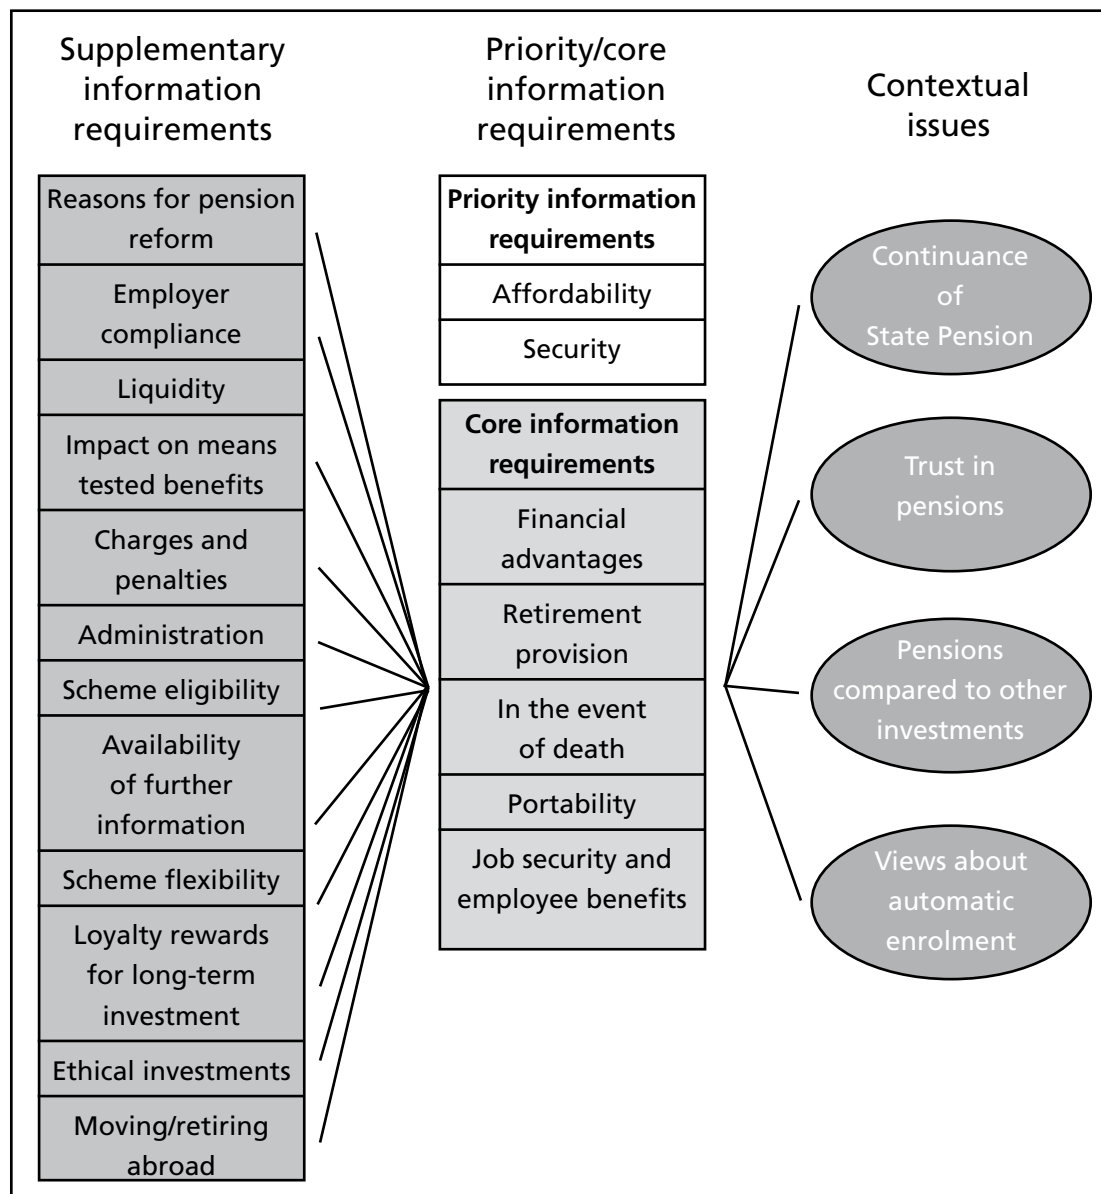 Supplementary
information
requirements
Reasons for pension
reform
Employer
compliance
Liquidity
Impact on means
tested benefits
Charges and
penalties
Administration
Scheme eligibility
Availability
of further
information
Scheme flexibility
Loyalty rewards
for long-term
investment
Ethical investments
Moving/retiring
abroad
Priority/core
information
requirements
Priority information
requirements
Affordability
Security
Core information
requirements
Financial
advantages
Retirement
provision
In the event
of death
Portability
Job security and
employee benefits
Contextual
issues
Continuance
of
State Pension
Trust in
pensions
Pensions
compared to other
investments
Views about
automatic
enrolment